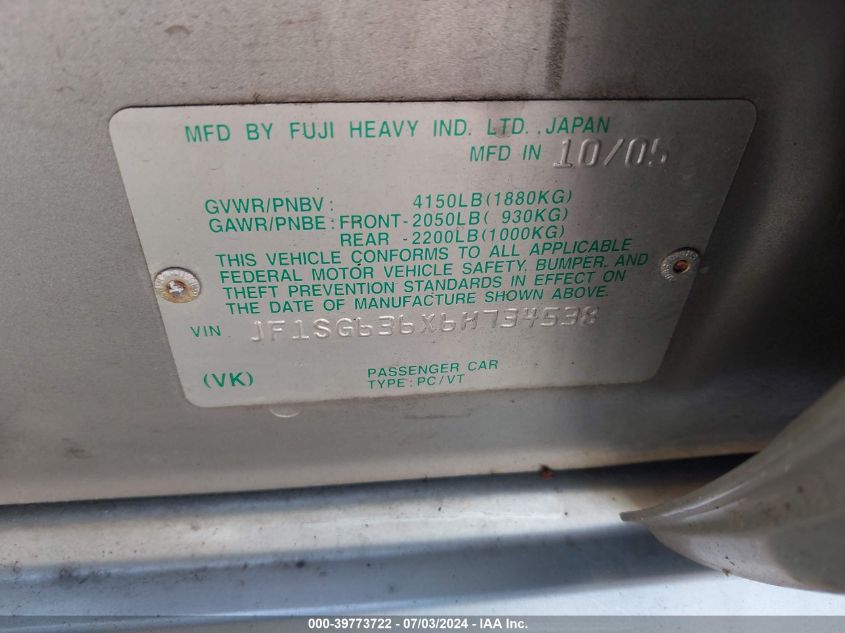 MFD BY FUJI HEAVY IND. LTD. ,JAPAN
MFD IN 10/05
GVWR/PNBV: 4150LB(1880KG)
GAWR/PNBE: FRONT-2050LB( 930KG)
REAR -2200LB(1000KG)
THIS VEHICLE CONFORMS TO ALL APPLICABLE
FEDERAL MOTOR VEHICLE SAFETY, BUMPER, AND
THEFT PREVENTION STANDARDS IN EFFECT ON
THE DATE OF MANUFACTURE SHOWN ABOVE.
VIN JF1SG636X6H734538
(VK) PASSENGER CAR
TYPE:PC/VT
000-39773722 - 07/03/2024 - IAA Inc.